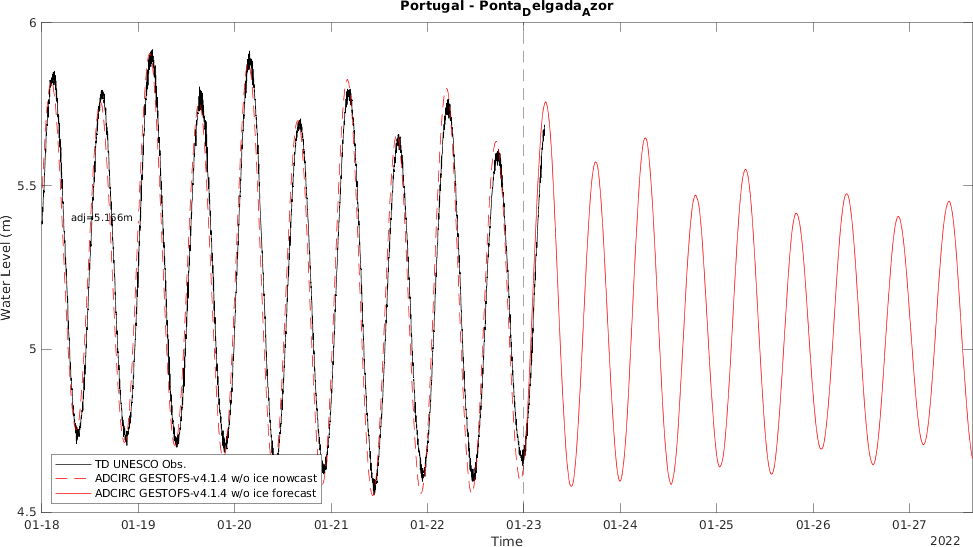 Portugal - Ponta_Delgada_Azor
6
5.5
5
4.5
Water Level (m)
adj=5.166m
TD UNESCO Obs.
ADCIRC GESTOFS-v4.1.4 w/o ice nowcast
ADCIRC GESTOFS-v4.1.4 w/o ice forecast
01-18 01-19 01-20 01-21 01-22 01-23 01-24 01-25 01-26 01-27
Time
2022